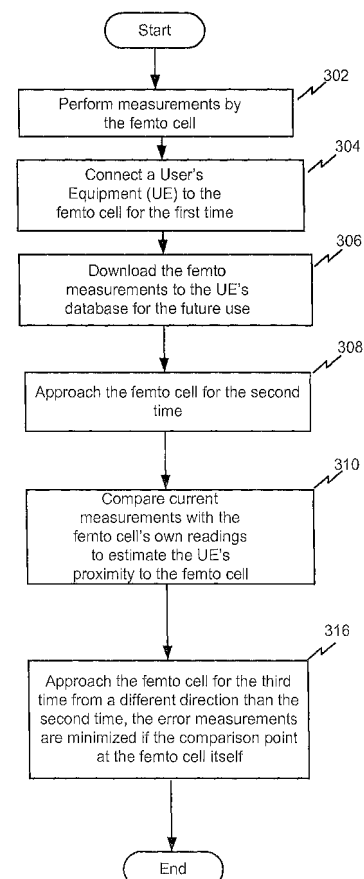 Start
302
Perform measurements by
the femto cell
304
Connect a User's
Equipment (UE) to the
femto cell for the first time
306
Download the femto
measurements to the UE's
database for the future use
308
Approach the femto cell for the second
time
310
Compare current
measurements with the
femto cell's own readings
to estimate the UE's
proximity to the femto cell
316
Approach the femto cell for the third
time from a different direction than the
second time, the error measurements
are minimized if the comparison point
at the femto cell itself
End